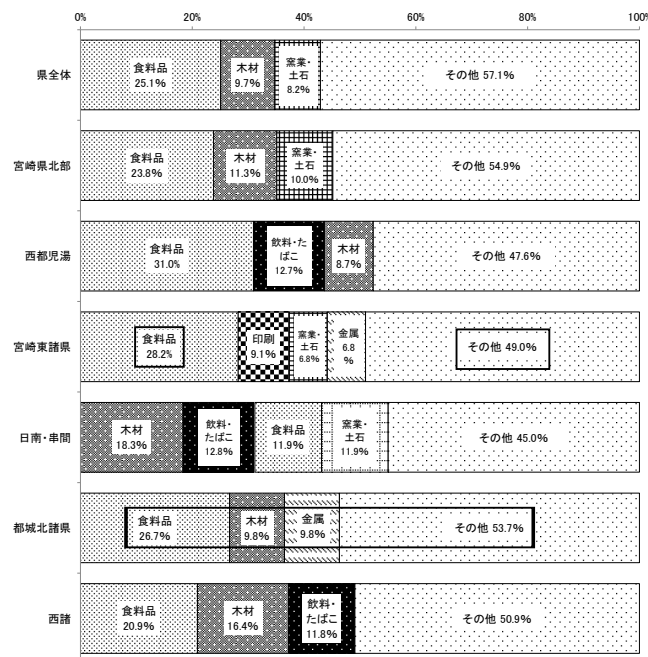 0% 20% 40% 60% 80% 100%
県全体
食料品
25.1%
木材
9.7%
窯業・
土石
8.2%
その他 57.1%
宮崎県北部
食料品
23.8%
木材
11.3%
窯業・
土石
10.0%
その他 54.9%
西都児湯
食料品
31.0%
飲料・た
ばこ
12.7%
木材
8.7%
その他 47.6%
宮崎東諸県
食料品
28.2%
印刷
9.1%
窯業・
土石
6.8%
金属
6.8
%
その他 49.0%
日南・串間
木材
18.3%
飲料・
たばこ
12.8%
食料品
11.9%
窯業・
土石
11.9%
その他 45.0%
都城北諸県
食料品
26.7%
木材
9.8%
金属
9.8%
その他 53.7%
西諸
食料品
20.9%
木材
16.4%
飲料・
たばこ
11.8%
その他 50.9%